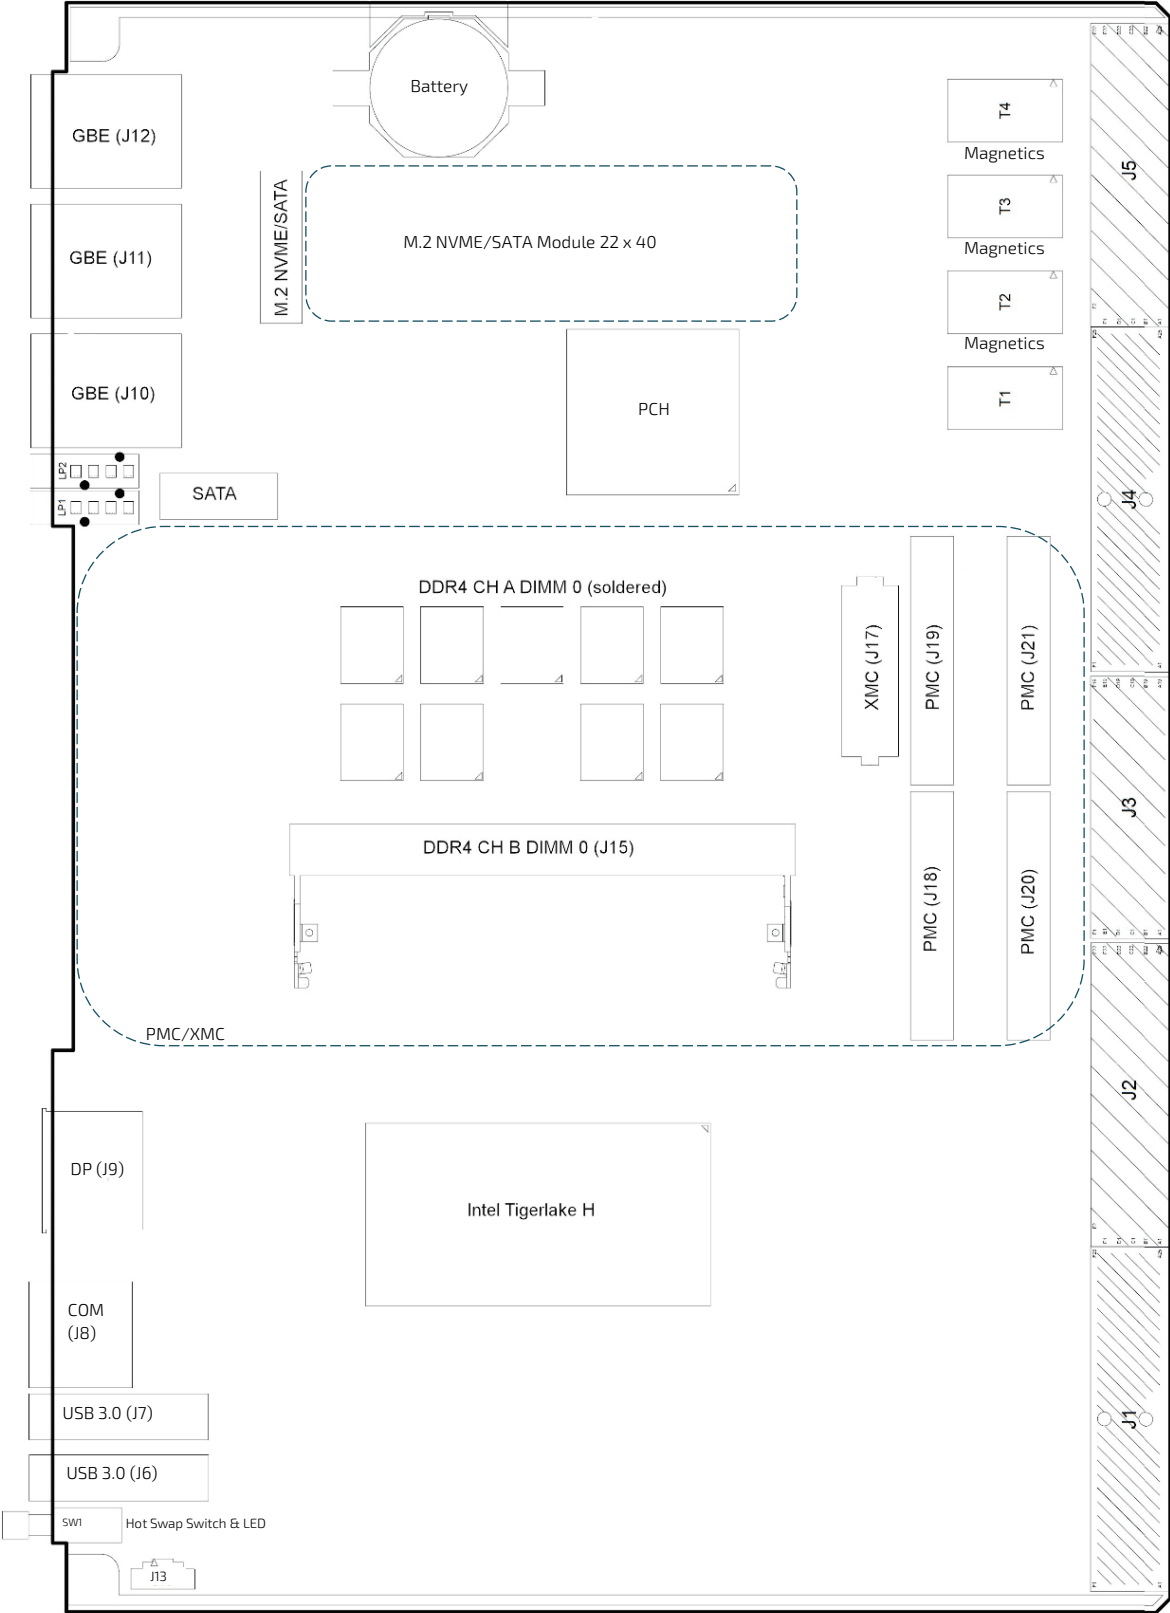 Battery
GBE (J12)
T4
Magnetics
J5
M.2 NVME/SATA
M.2 NVME/SATA Module 22 x 40
T3
Magnetics
GBE (J11)
T2
Magnetics
GBE (J10)
PCH
T1
LP2
LP1
SATA
J4
DDR4 CH A DIMM 0 (soldered)
XMC (J17)
PMC (J19)
PMC (J21)
J3
DDR4 CH B DIMM 0 (J15)
PMC (J18)
PMC (J20)
PMC/XMC
J2
DP (J9)
Intel Tigerlake H
COM
(J8)
USB 3.0 (J7)
J1
USB 3.0 (J6)
SW1
Hot Swap Switch & LED
J13